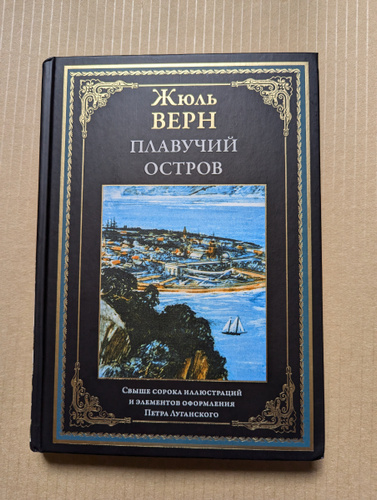 Жюль
ВЕРН
ПЛАВУЧИЙ
ОСТРОВ
Свыше сорока иллюстраций
и элементов оформления
Петра Луганского